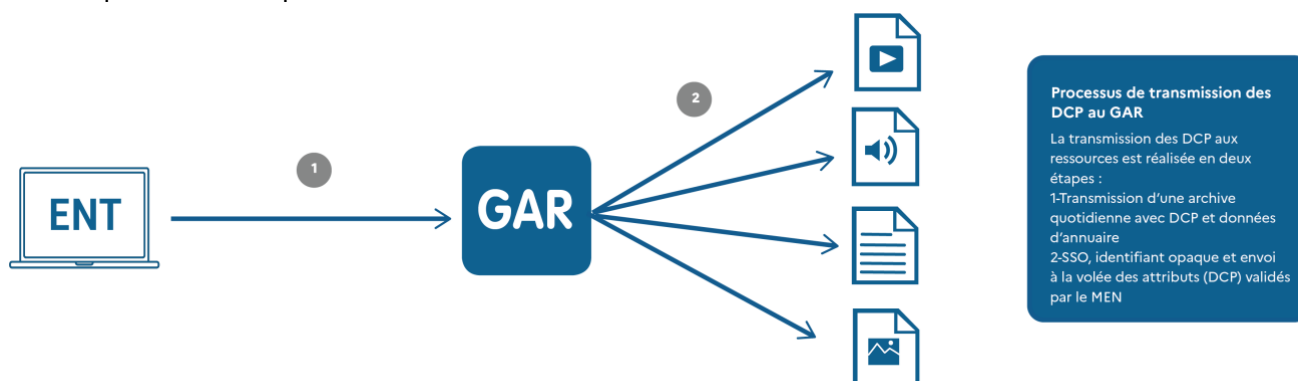 1
2
ENT
GAR
Processus de transmission des
DCP au GAR
La transmission des DCP aux
ressources est réalisée en deux
étapes :
1-Transmission d'une archive
quotidienne avec DCP et données
d'annuaire
2-SSO, identifiant opaque et envoi
à la volée des attributs (DCP) validés
par le MEN